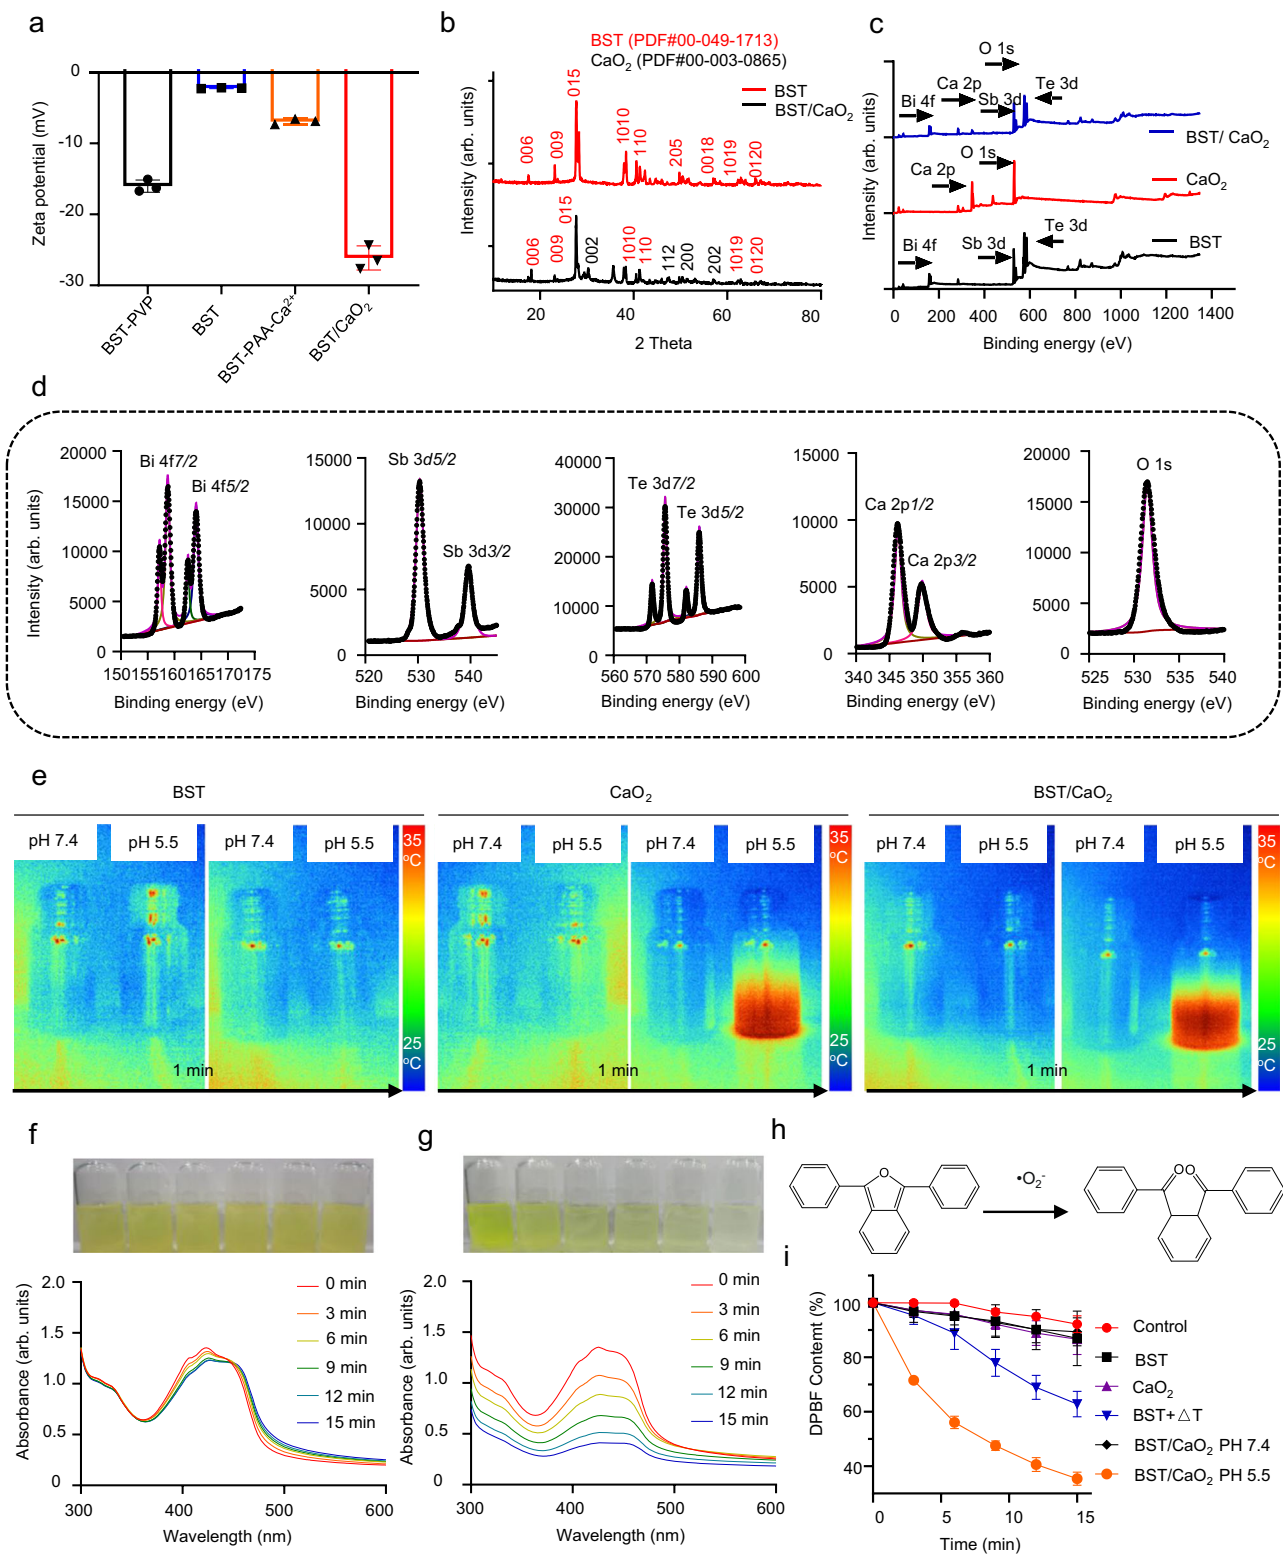 a
Zeta potential (mV)
0
-10
-20
-30
BST-PVP
BST
BST-PAA-Ca²⁺
BST/CaO₂
b
BST (PDF#00-049-1713)
CaO₂ (PDF#00-003-0865)
BST
BST/CaO₂
Intensity (arb. units)
006
009
015
1010
110
205
0018
1019
0120
006
009
015
002
1010
110
112
200
202
1019
0120
20
40
60
80
2 Theta
c
Intensity (arb. units)
O 1s
Ca 2p
Te 3d
Bi 4f
Sb 3d
BST/ CaO₂
O 1s
Ca 2p
CaO₂
Te 3d
Bi 4f
Sb 3d
BST
0 200 400 600 800 1000 1200 1400
Binding energy (eV)
d
Intensity (arb. units)
20000
15000
10000
5000
0
Bi 4f7/2
Bi 4f5/2
150155160165170175
Binding energy (eV)
15000
10000
5000
0
Sb 3d5/2
Sb 3d3/2
520 530 540
Binding energy (eV)
40000
30000
20000
10000
0
Te 3d7/2
Te 3d5/2
560 570 580 590 600
Binding energy (eV)
15000
10000
5000
0
Ca 2p1/2
Ca 2p3/2
340 345 350 355 360
Binding energy (eV)
20000
15000
10000
5000
0
O 1s
525 530 535 540
Binding energy (eV)
e
BST
CaO₂
BST/CaO₂
pH 7.4 pH 5.5 pH 7.4 pH 5.5
35
ºC
25
ºC
1 min
pH 7.4 pH 5.5 pH 7.4 pH 5.5
35
ºC
25
ºC
1 min
pH 7.4 pH 5.5 pH 7.4 pH 5.5
35
ºC
25
ºC
1 min
f
Absorbance (arb. units)
2.0
1.5
1.0
0.5
0
0 min
3 min
6 min
9 min
12 min
15 min
300 400 500 600
Wavelength (nm)
g
Absorbance (arb. units)
2.0
1.5
1.0
0.5
0
0 min
3 min
6 min
9 min
12 min
15 min
300 400 500 600
Wavelength (nm)
h
O
•O₂⁻
OO
i
DPBF Contemt (%)
100
80
60
40
0 5 10 15
Time (min)
Control
BST
CaO₂
BST+△T
BST/CaO₂ PH 7.4
BST/CaO₂ PH 5.5